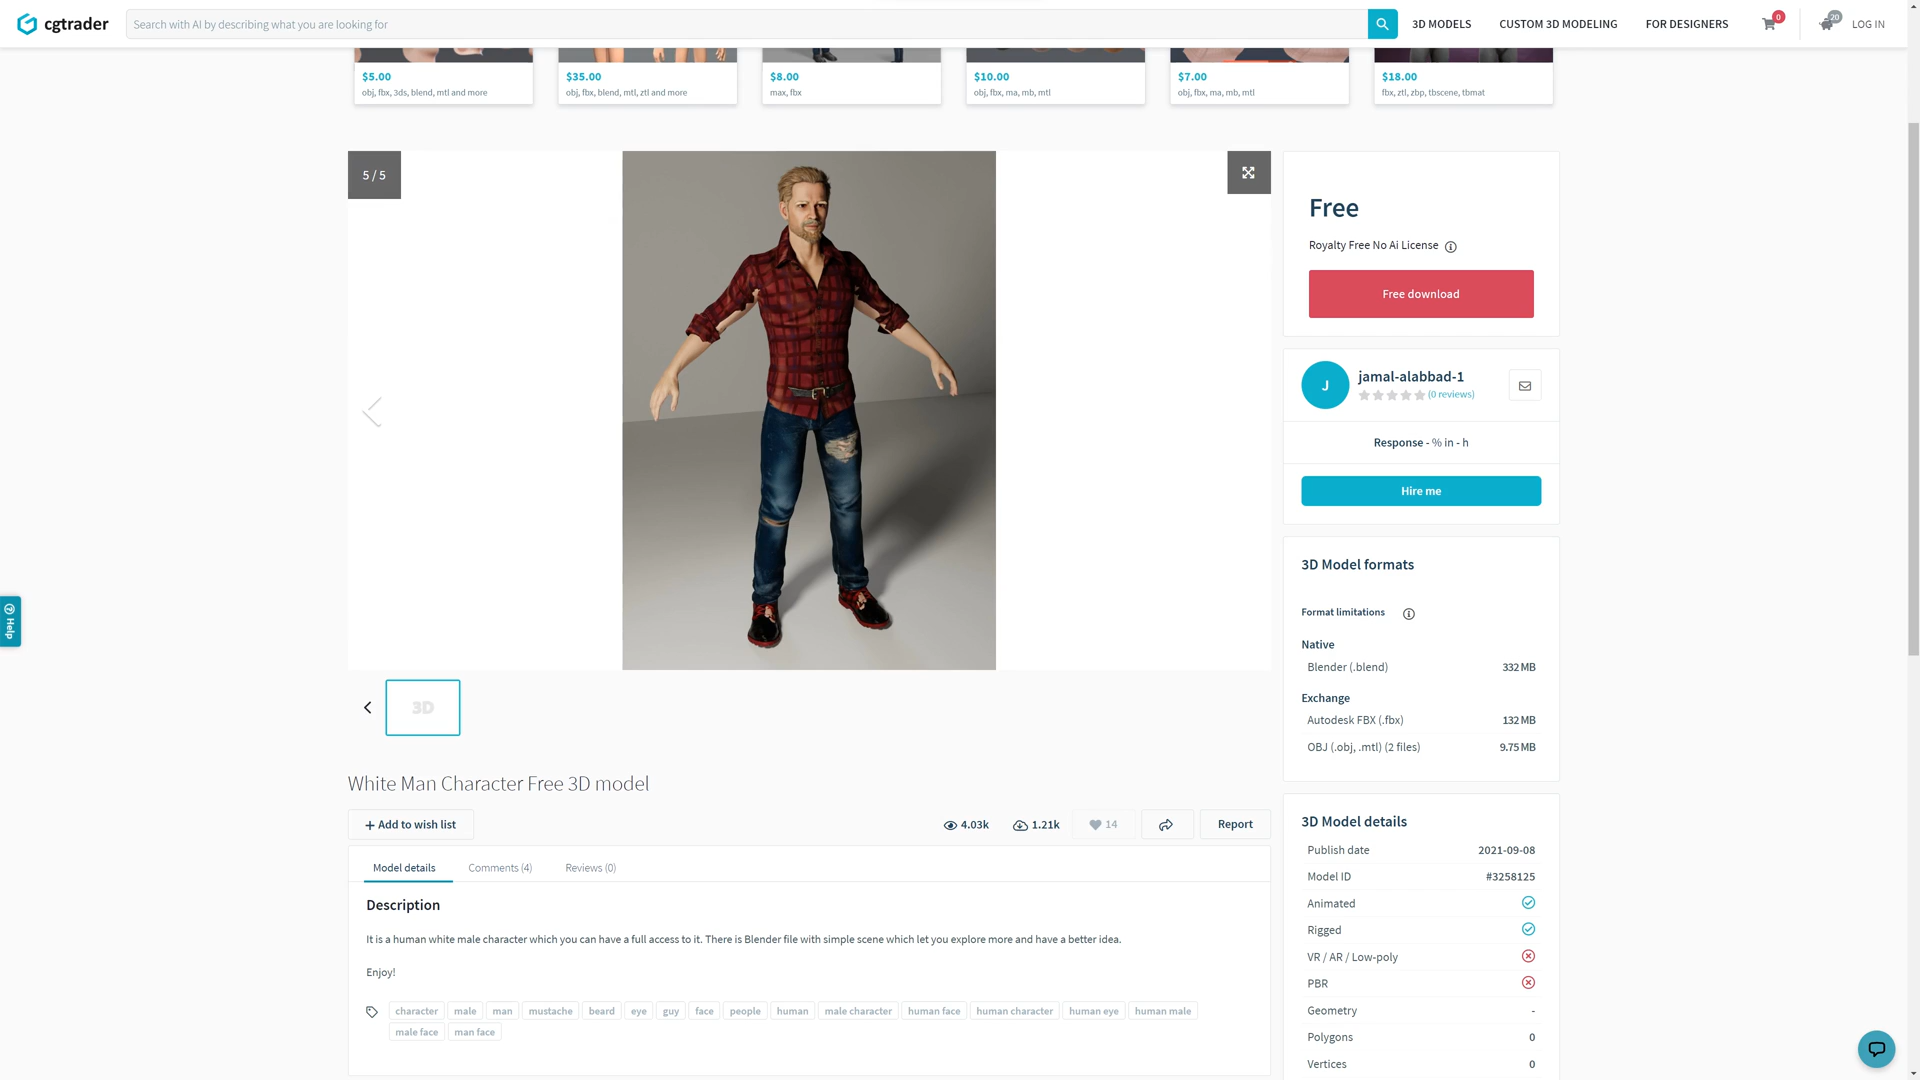 cgtrader
Search with AI by describing what you are looking for
3D MODELS
CUSTOM 3D MODELING
FOR DESIGNERS
0
20
LOG IN
$5.00
obj, fbx, 3ds, blend, mtl and more
$35.00
obj, fbx, blend, mtl, ztl and more
$8.00
max, fbx
$10.00
obj, fbx, ma, mb, mtl
$7.00
obj, fbx, ma, mb, mtl
$18.00
fbx, ztl, zbp, tbscene, tbmat
5 / 5
Free
Royalty Free No Ai License
Free download
J
jamal-alabbad-1
(0 reviews)
Response - % in - h
Hire me
3D Model formats
Format limitations
Native
Blender (.blend) 332 MB
Exchange
Autodesk FBX (.fbx) 132 MB
OBJ (.obj, .mtl) (2 files) 9.75 MB
Help
3D
White Man Character Free 3D model
+ Add to wish list
4.03k
1.21k
14
Report
Model details
Comments (4)
Reviews (0)
Description
It is a human white male character which you can have a full access to it. There is Blender file with simple scene which let you explore more and have a better idea.
Enjoy!
character male man mustache beard eye guy face people human male character human face human character human eye human male
male face man face
3D Model details
Publish date 2021-09-08
Model ID #3258125
Animated
Rigged
VR / AR / Low-poly
PBR
Geometry -
Polygons 0
Vertices 0